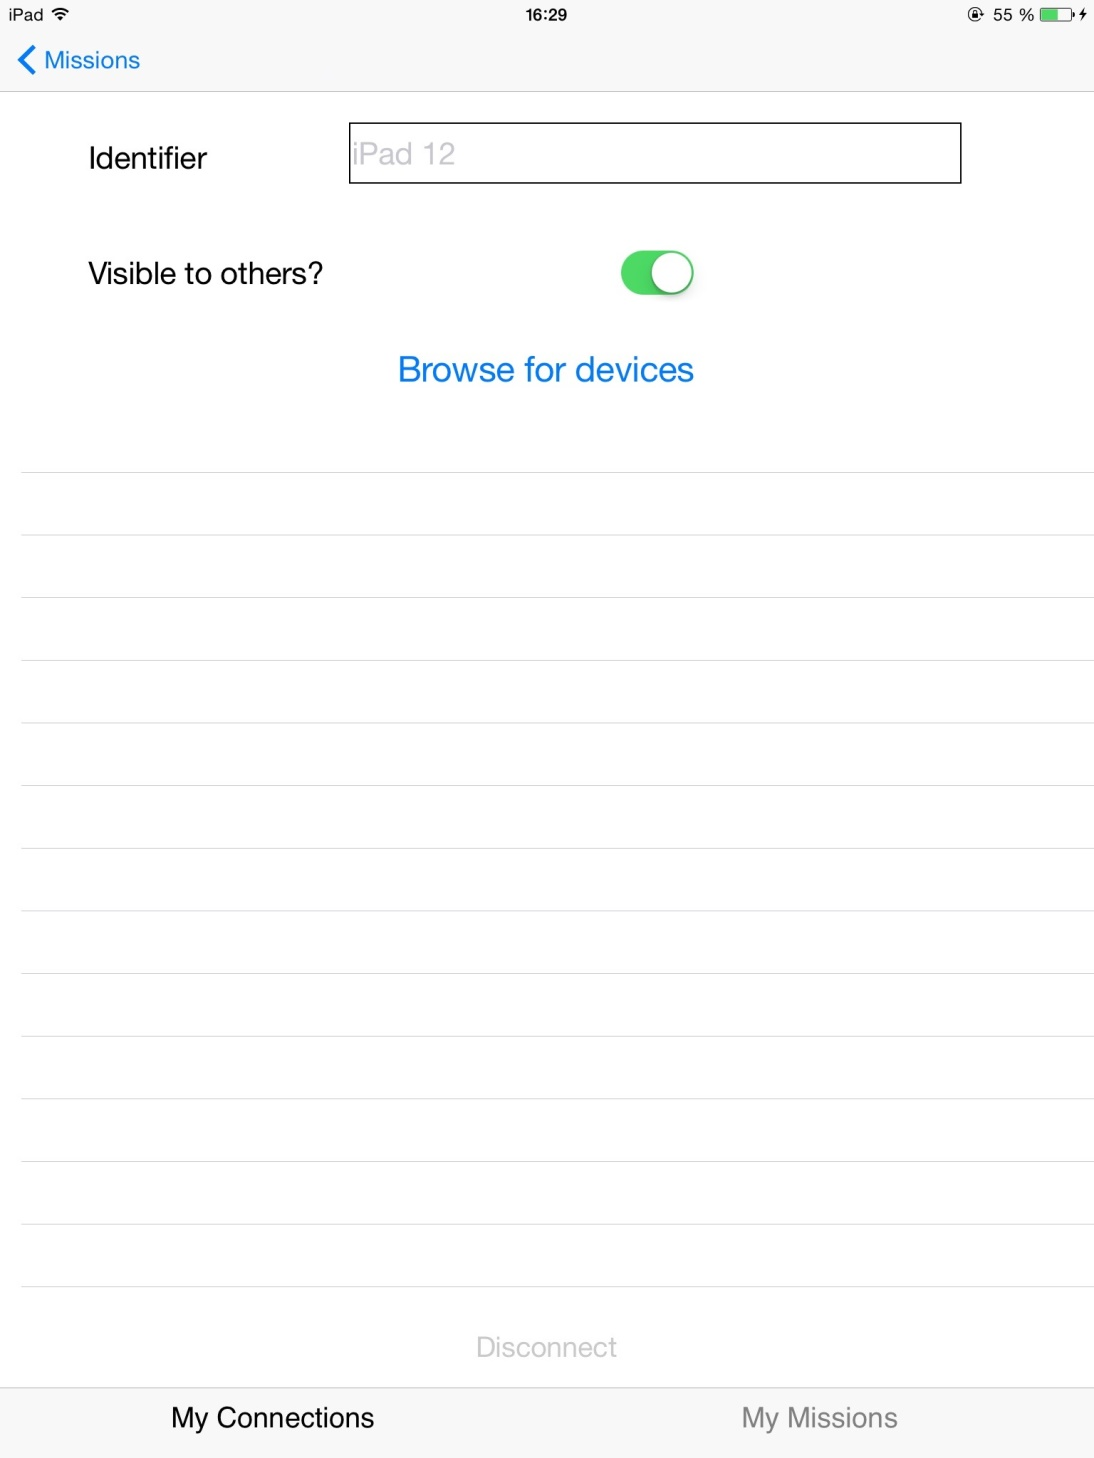 iPad 16:29 55 %
Missions
Identifier iPad 12
Visible to others?
Browse for devices
Disconnect
My Connections My Missions